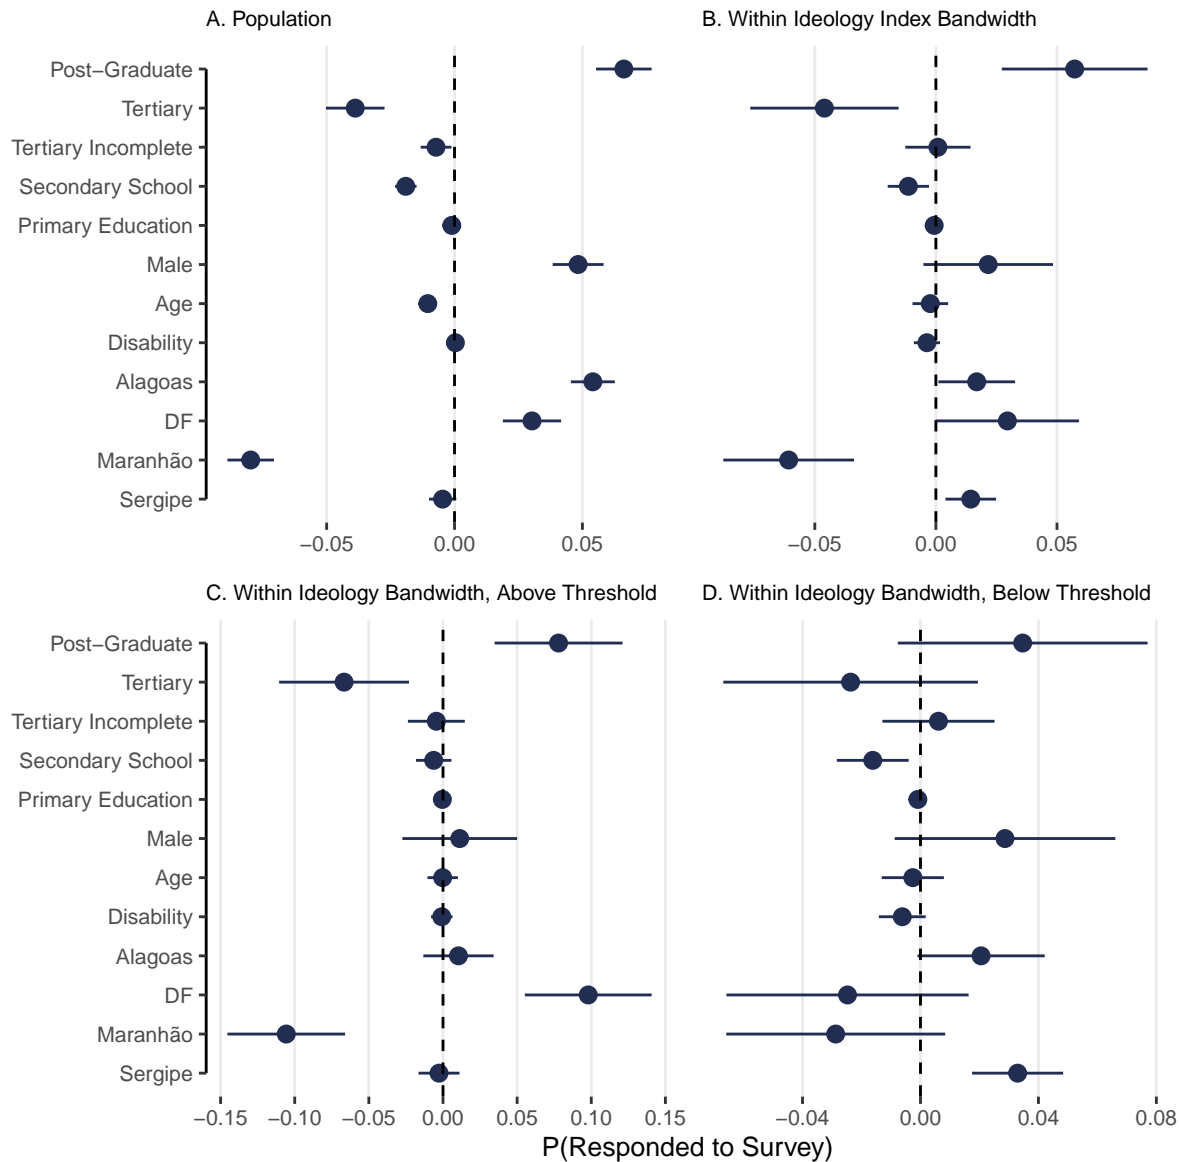 A. Population
B. Within Ideology Index Bandwidth
Post−Graduate
Tertiary
Tertiary Incomplete
Secondary School
Primary Education
Male
Age
Disability
Alagoas
DF
Maranhão
Sergipe
−0.05 0.00 0.05
−0.05 0.00 0.05
C. Within Ideology Bandwidth, Above Threshold
D. Within Ideology Bandwidth, Below Threshold
Post−Graduate
Tertiary
Tertiary Incomplete
Secondary School
Primary Education
Male
Age
Disability
Alagoas
DF
Maranhão
Sergipe
−0.15 −0.10 −0.05 0.00 0.05 0.10 0.15
−0.04 0.00 0.04 0.08
P(Responded to Survey)